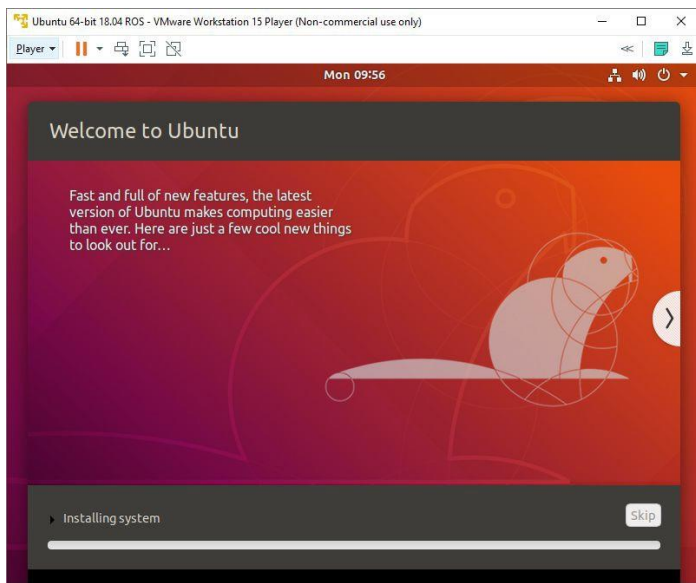 Ubuntu 64-bit 18.04 ROS - VMware Workstation 15 Player (Non-commercial use only)
Player
Mon 09:56
Welcome to Ubuntu
Fast and full of new features, the latest
version of Ubuntu makes computing easier
than ever. Here are just a few cool new things
to look out for…
Installing system
Skip